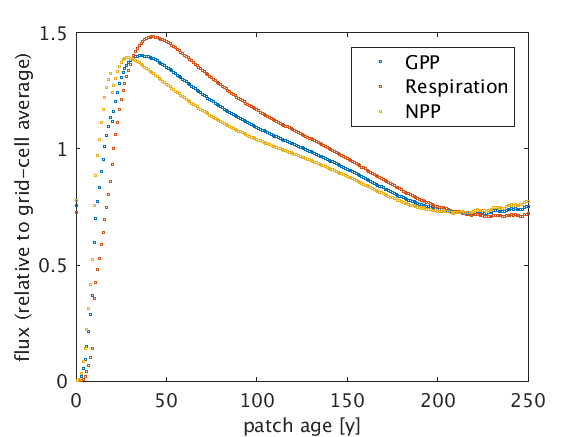 flux (relative to grid-cell average)
1.5
1
0.5
0
GPP
Respiration
NPP
0
50
100
150
200
250
patch age [y]